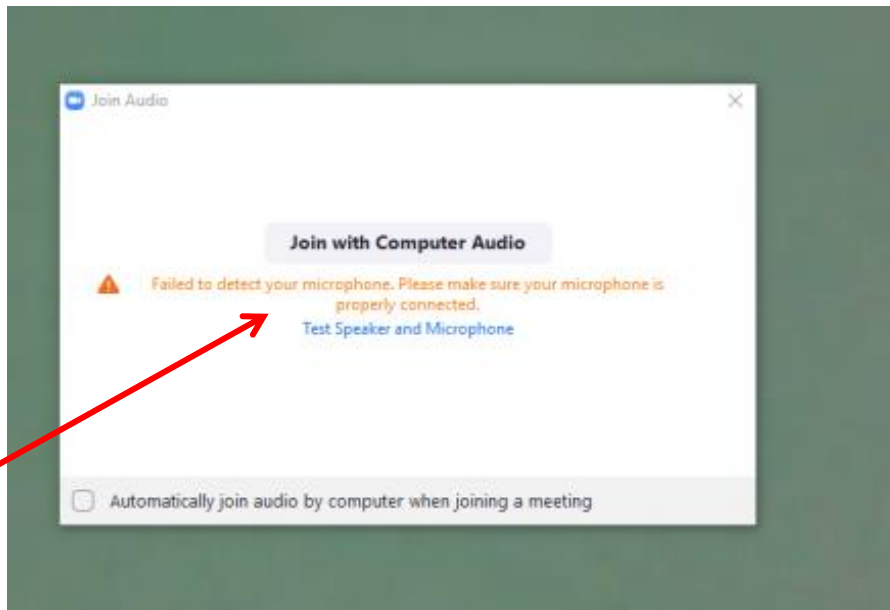 Join Audio
Join with Computer Audio
Failed to detect your microphone. Please make sure your microphone is
properly connected.
Test Speaker and Microphone
Automatically join audio by computer when joining a meeting